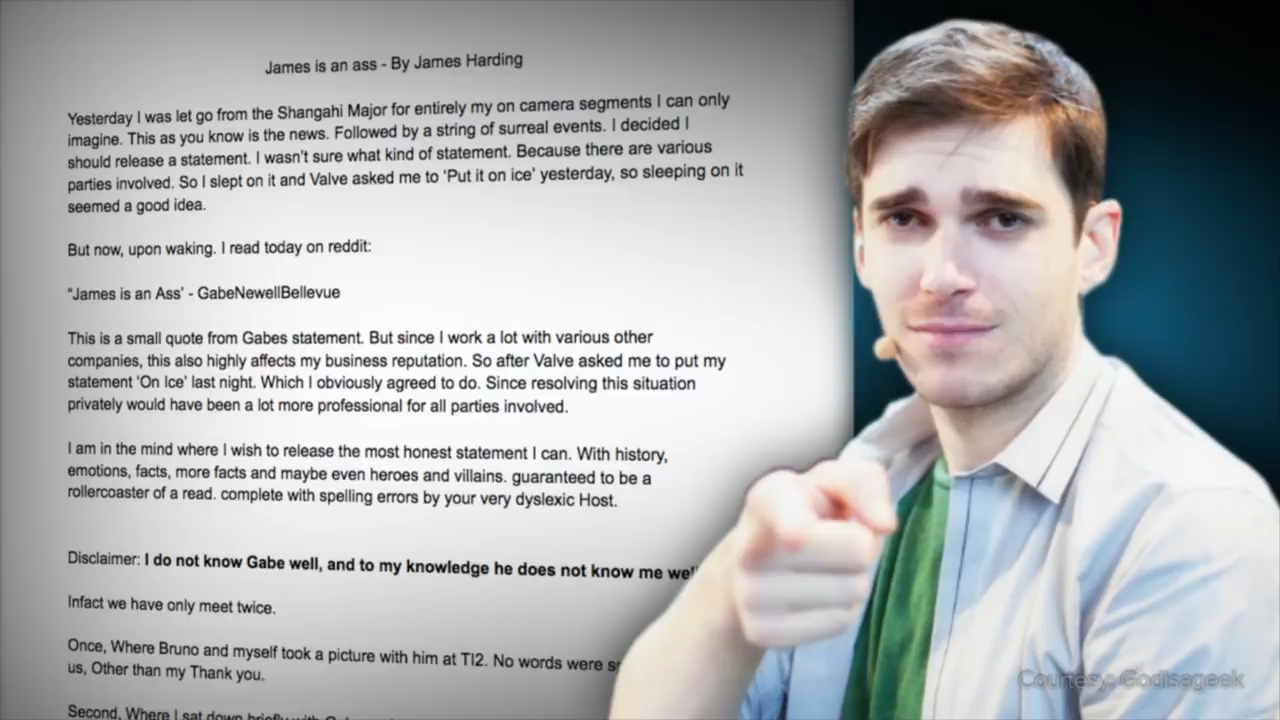 James is an ass - By James Harding
Yesterday I was let go from the Shangahi Major for entirely my on camera segments I can only
imagine. This as you know is the news. Followed by a string of surreal events. I decided I
should release a statement. I wasn't sure what kind of statement. Because there are various
parties involved. So I slept on it and Valve asked me to 'Put it on ice' yesterday, so sleeping on it
seemed a good idea.
But now, upon waking. I read today on reddit:
"James is an Ass' - GabeNewellBellevue
This is a small quote from Gabes statement. But since I work a lot with various other
companies, this also highly affects my business reputation. So after Valve asked me to put my
statement 'On Ice' last night. Which I obviously agreed to do. Since resolving this situation
privately would have been a lot more professional for all parties involved.
I am in the mind where I wish to release the most honest statement I can. With history,
emotions, facts, more facts and maybe even heroes and villains. guaranteed to be a
rollercoaster of a read. complete with spelling errors by your very dyslexic Host.
Disclaimer: I do not know Gabe well, and to my knowledge he does not know me
Infact we have only meet twice.
Once, Where Bruno and myself took a picture with him at TI2. No words were
us, Other than my Thank you.
Second, Where I sat down briefly with
Courtesy: Godisageek